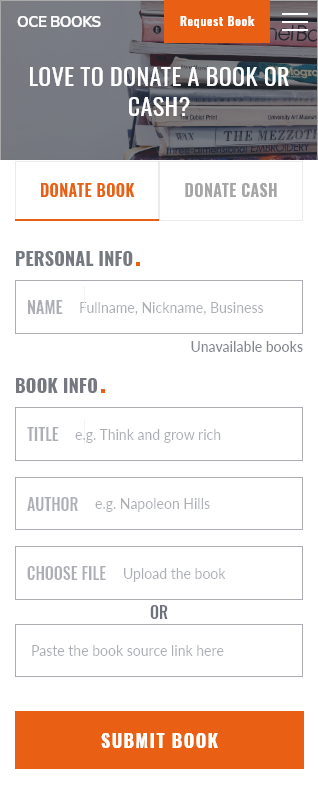 OCE BOOKS
Request Book
LOVE TO DONATE A BOOK OR
CASH?
THE MEZZOTI
DONATE BOOK
DONATE CASH
PERSONAL INFO.
NAME Fullname, Nickname, Business
Unavailable books
BOOK INFO.
TITLE e.g. Think and grow rich
AUTHOR e.g. Napoleon Hills
CHOOSE FILE Upload the book
OR
Paste the book source link here
SUBMIT BOOK